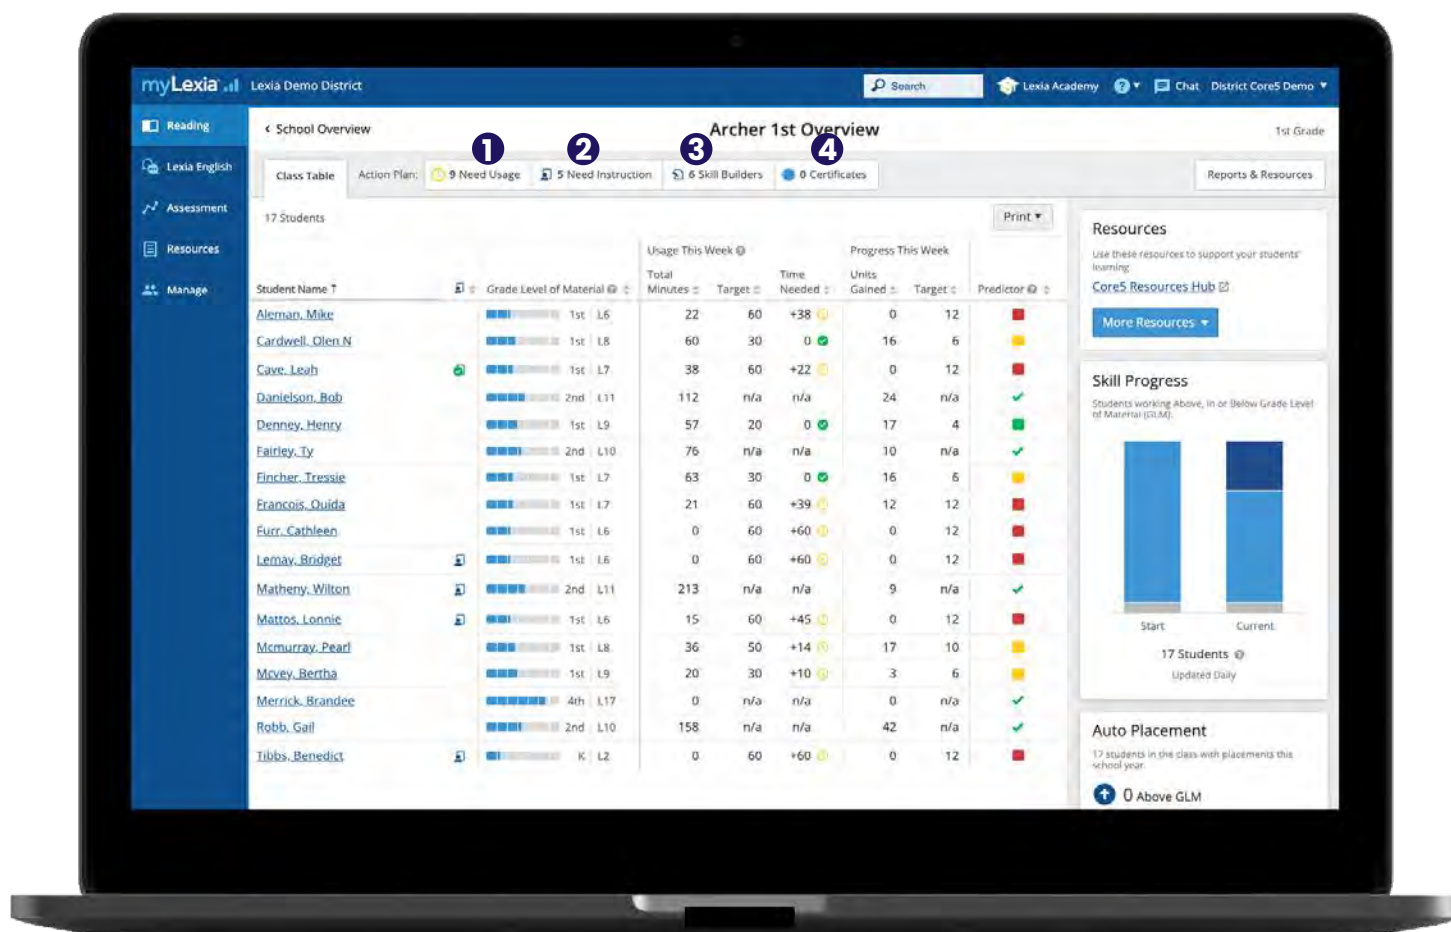 myLexia Lexia Demo District Search Lexia Academy ? Chat District Core5 Demo
Reading
Lexia English
Assessment
Resources
Manage
School Overview Archer 1st Overview 1st Grade
1 2 3 4
Class Table Action Plan: 9 Need Usage 5 Need Instruction 6 Skill Builders 0 Certificates Reports & Resources
17 Students Print
Usage This Week Progress This Week
Student Name Grade Level of Material Total Minutes Target Time Needed Units Gained Target Predictor
Aleman, Mike 1st L6 22 60 +38 0 12
Cardwell, Olen N 1st L8 60 30 0 16 6
Cave, Leah 1st L7 38 60 +22 0 12
Danielson, Bob 2nd L11 112 n/a n/a 24 n/a
Denney, Henry 1st L9 57 20 0 17 4
Fairley, Ty 2nd L10 76 n/a n/a 10 n/a
Fincher, Tressie 1st L7 63 30 0 16 6
Francois, Ouida 1st L7 21 60 +39 12 12
Furr, Cathleen 1st L6 0 60 +60 0 12
Lemay, Bridget 1st L6 0 60 +60 0 12
Matheny, Wilton 2nd L11 213 n/a n/a 9 n/a
Mattos, Lonnie 1st L6 15 60 +45 0 12
Mcmurray, Pearl 1st L8 36 50 +14 17 10
Mcvey, Bertha 1st L9 20 30 +10 3 6
Merrick, Brandee 4th L17 0 n/a n/a 0 n/a
Robb, Gail 2nd L10 158 n/a n/a 42 n/a
Tibbs, Benedict K L2 0 60 +60 0 12
Resources
Use these resources to support your students'
learning
Core5 Resources Hub
More Resources
Skill Progress
Students working Above, In or Below Grade Level
of Material (GLM).
Start Current
17 Students
Updated Daily
Auto Placement
17 students in the class with placements this
school year.
0 Above GLM